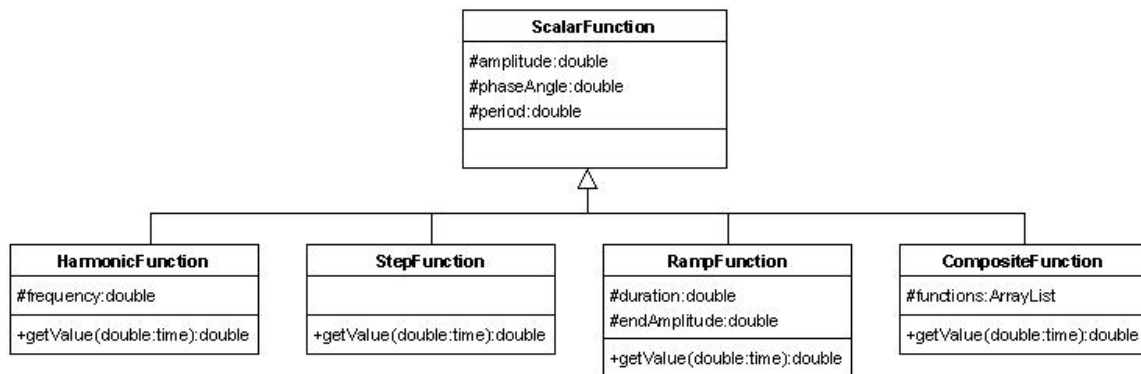 ScalarFunction
#amplitude:double
#phaseAngle:double
#period:double
HarmonicFunction
#frequency:double
+getValue(double:time):double
StepFunction
+getValue(double:time):double
RampFunction
#duration:double
#endAmplitude:double
+getValue(double:time):double
CompositeFunction
#functions:ArrayList
+getValue(double:time):double